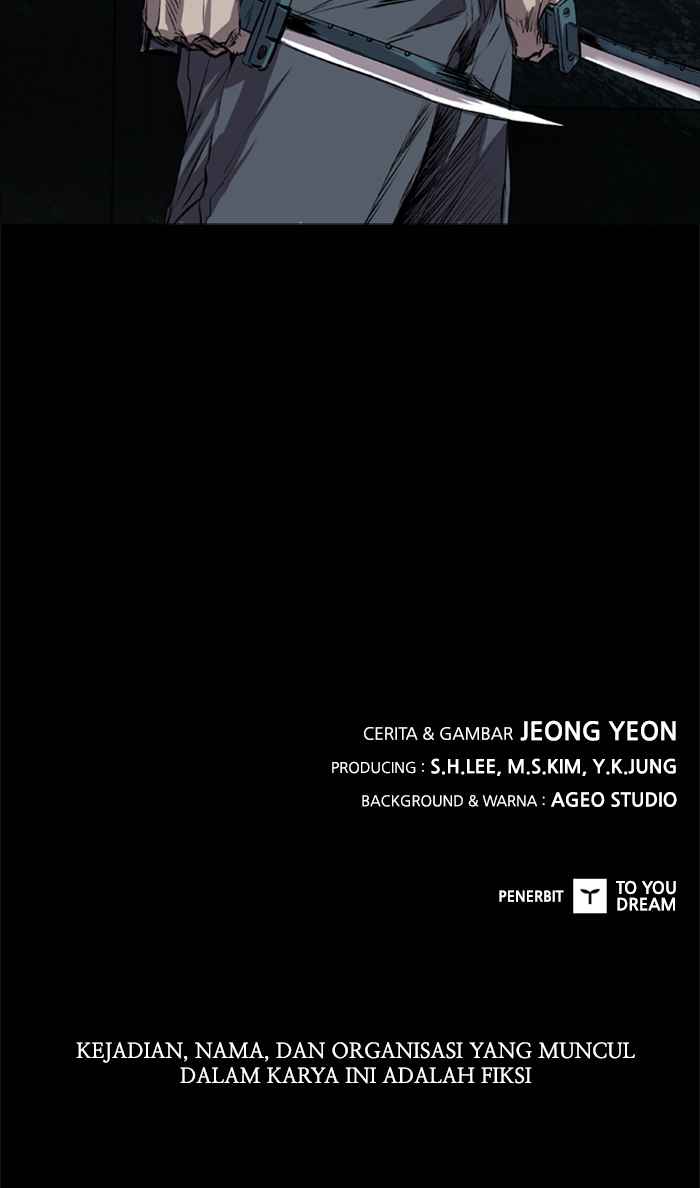 CERITA & GAMBAR JEONG YEON
PRODUCING : S.H.LEE, M.S.KIM, Y.K.JUNG
BACKGROUND & WARNA : AGEO STUDIO
PENERBIT TO YOU
DREAM
KEJADIAN, NAMA, DAN ORGANISASI YANG MUNCUL
DALAM KARYA INI ADALAH FIKSI